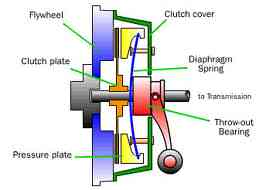 Flywheel
Clutch cover
Clutch plate
Diaphragm
Spring
to Transmission
Throw-out
Bearing
Pressure plate